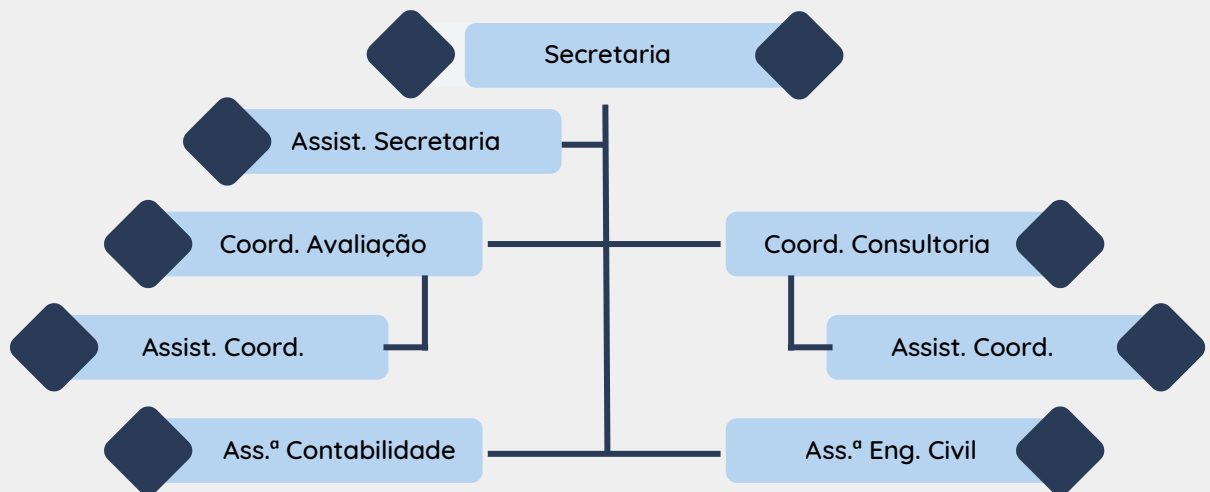 Secretaria
Assist. Secretaria
Coord. Avaliação
Coord. Consultoria
Assist. Coord.
Assist. Coord.
Ass.ª Contabilidade
Ass.ª Eng. Civil